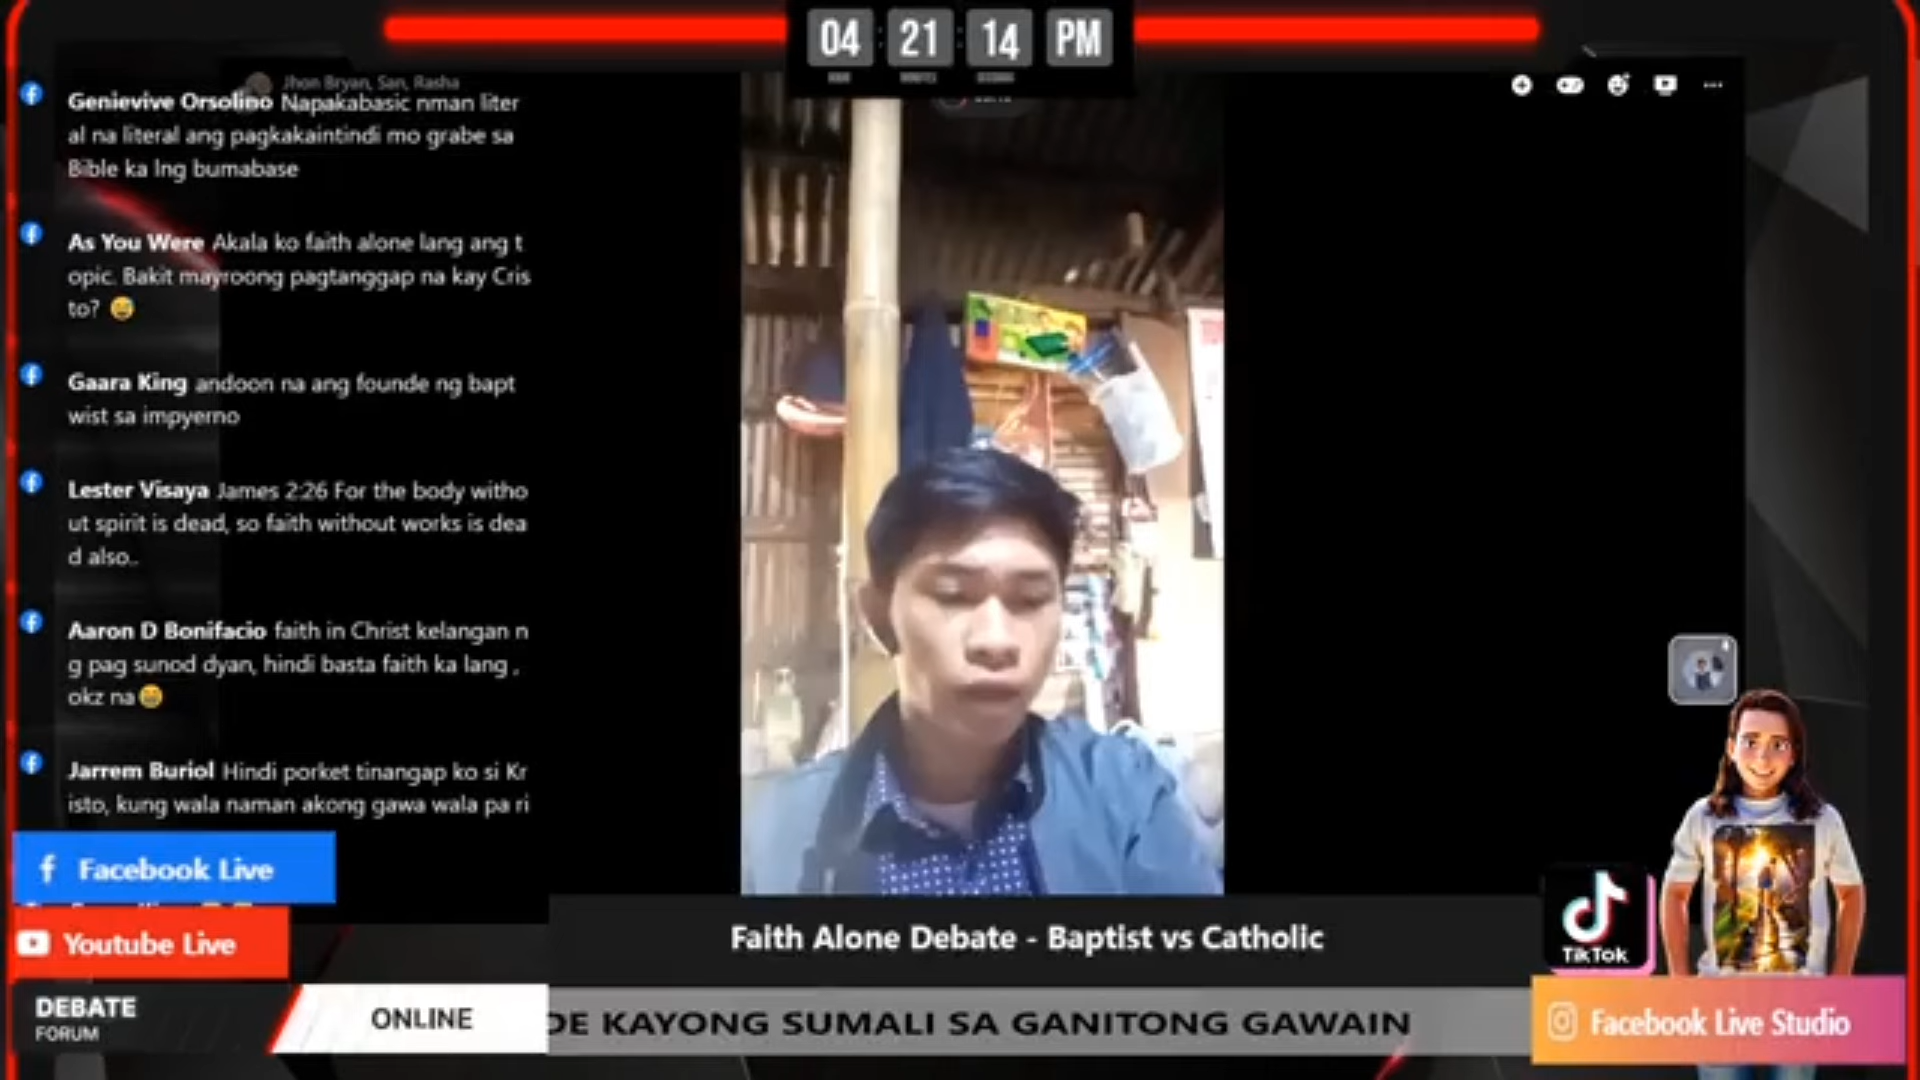 04 21 14 PM
Jhon Bryan, San, Rasha
Genievive Orsolino Napakabasic nman liter
al na literal ang pagkakaintindi mo grabe sa
Bible ka lng bumabase
As You Were Akala ko faith alone lang ang t
opic. Bakit mayroong pagtanggap na kay Cris
to? 😅
Gaara King andoon na ang founde ng bapt
wist sa impyerno
Lester Visaya James 2:26 For the body witho
ut spirit is dead, so faith without works is dea
d also..
Aaron D Bonifacio faith in Christ kelangan n
g pag sunod dyan, hindi basta faith ka lang ,
okz na😄
Jarrem Buriol Hindi porket tinangap ko si Kr
isto, kung wala naman akong gawa wala pa ri
Facebook Live
Youtube Live
Faith Alone Debate - Baptist vs Catholic
TikTok
DEBATE
FORUM
ONLINE
DE KAYONG SUMALI SA GANITONG GAWAIN
Facebook Live Studio